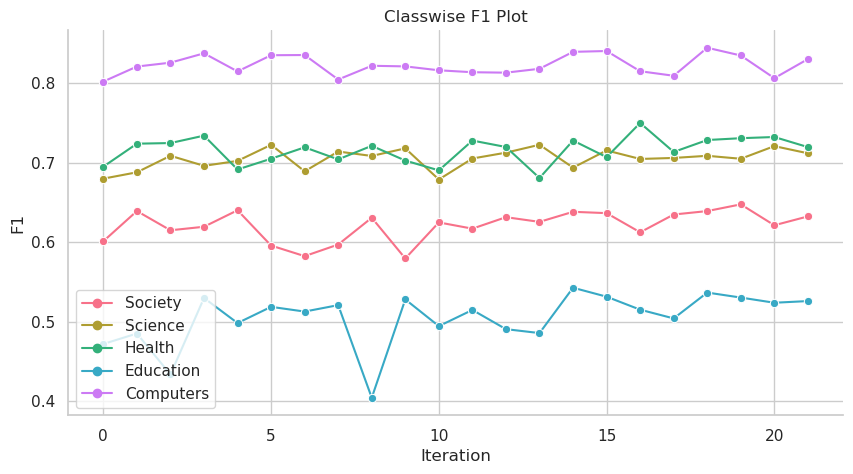 Classwise F1 Plot
F1
0.8
0.7
0.6
0.5
0.4
Society
Science
Health
Education
Computers
0
5
10
15
20
Iteration